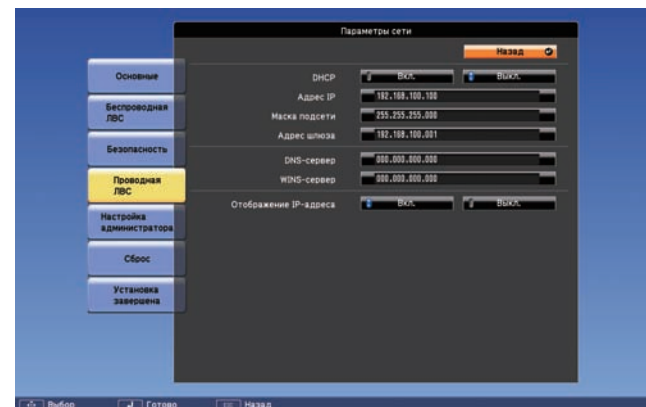 Параметры сети
Назад
Основные
Беспроводная
ЛВС
Безопасность
Проводная
ЛВС
Настройка
администратора
Сброс
Установка
завершена
DHCP Вкл. Выкл.
Адрес IP 192.168.100.100
Маска подсети 255.255.255.000
Адрес шлюза 192.168.100.001
DNS-сервер 000.000.000.000
WINS-сервер 000.000.000.000
Отображение IP-адреса Вкл. Выкл.
Выбор Готово Назад